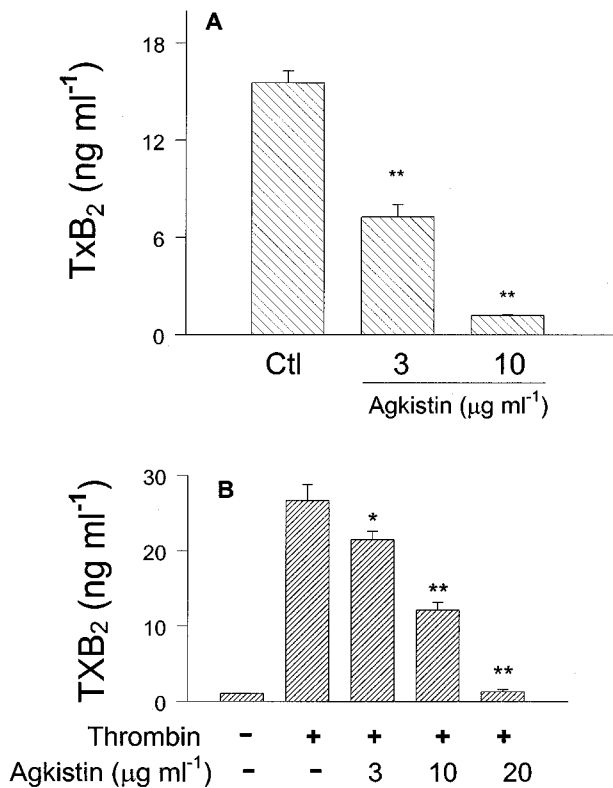 A
TxB₂ (ng ml⁻¹)
18
12
6
0
Ctl 3 10
Agkistin (μg ml⁻¹)
** 
**
B
TXB₂ (ng ml⁻¹)
30
20
10
0
*
**
**
Thrombin - + + + +
Agkistin (μg ml⁻¹) - - 3 10 20